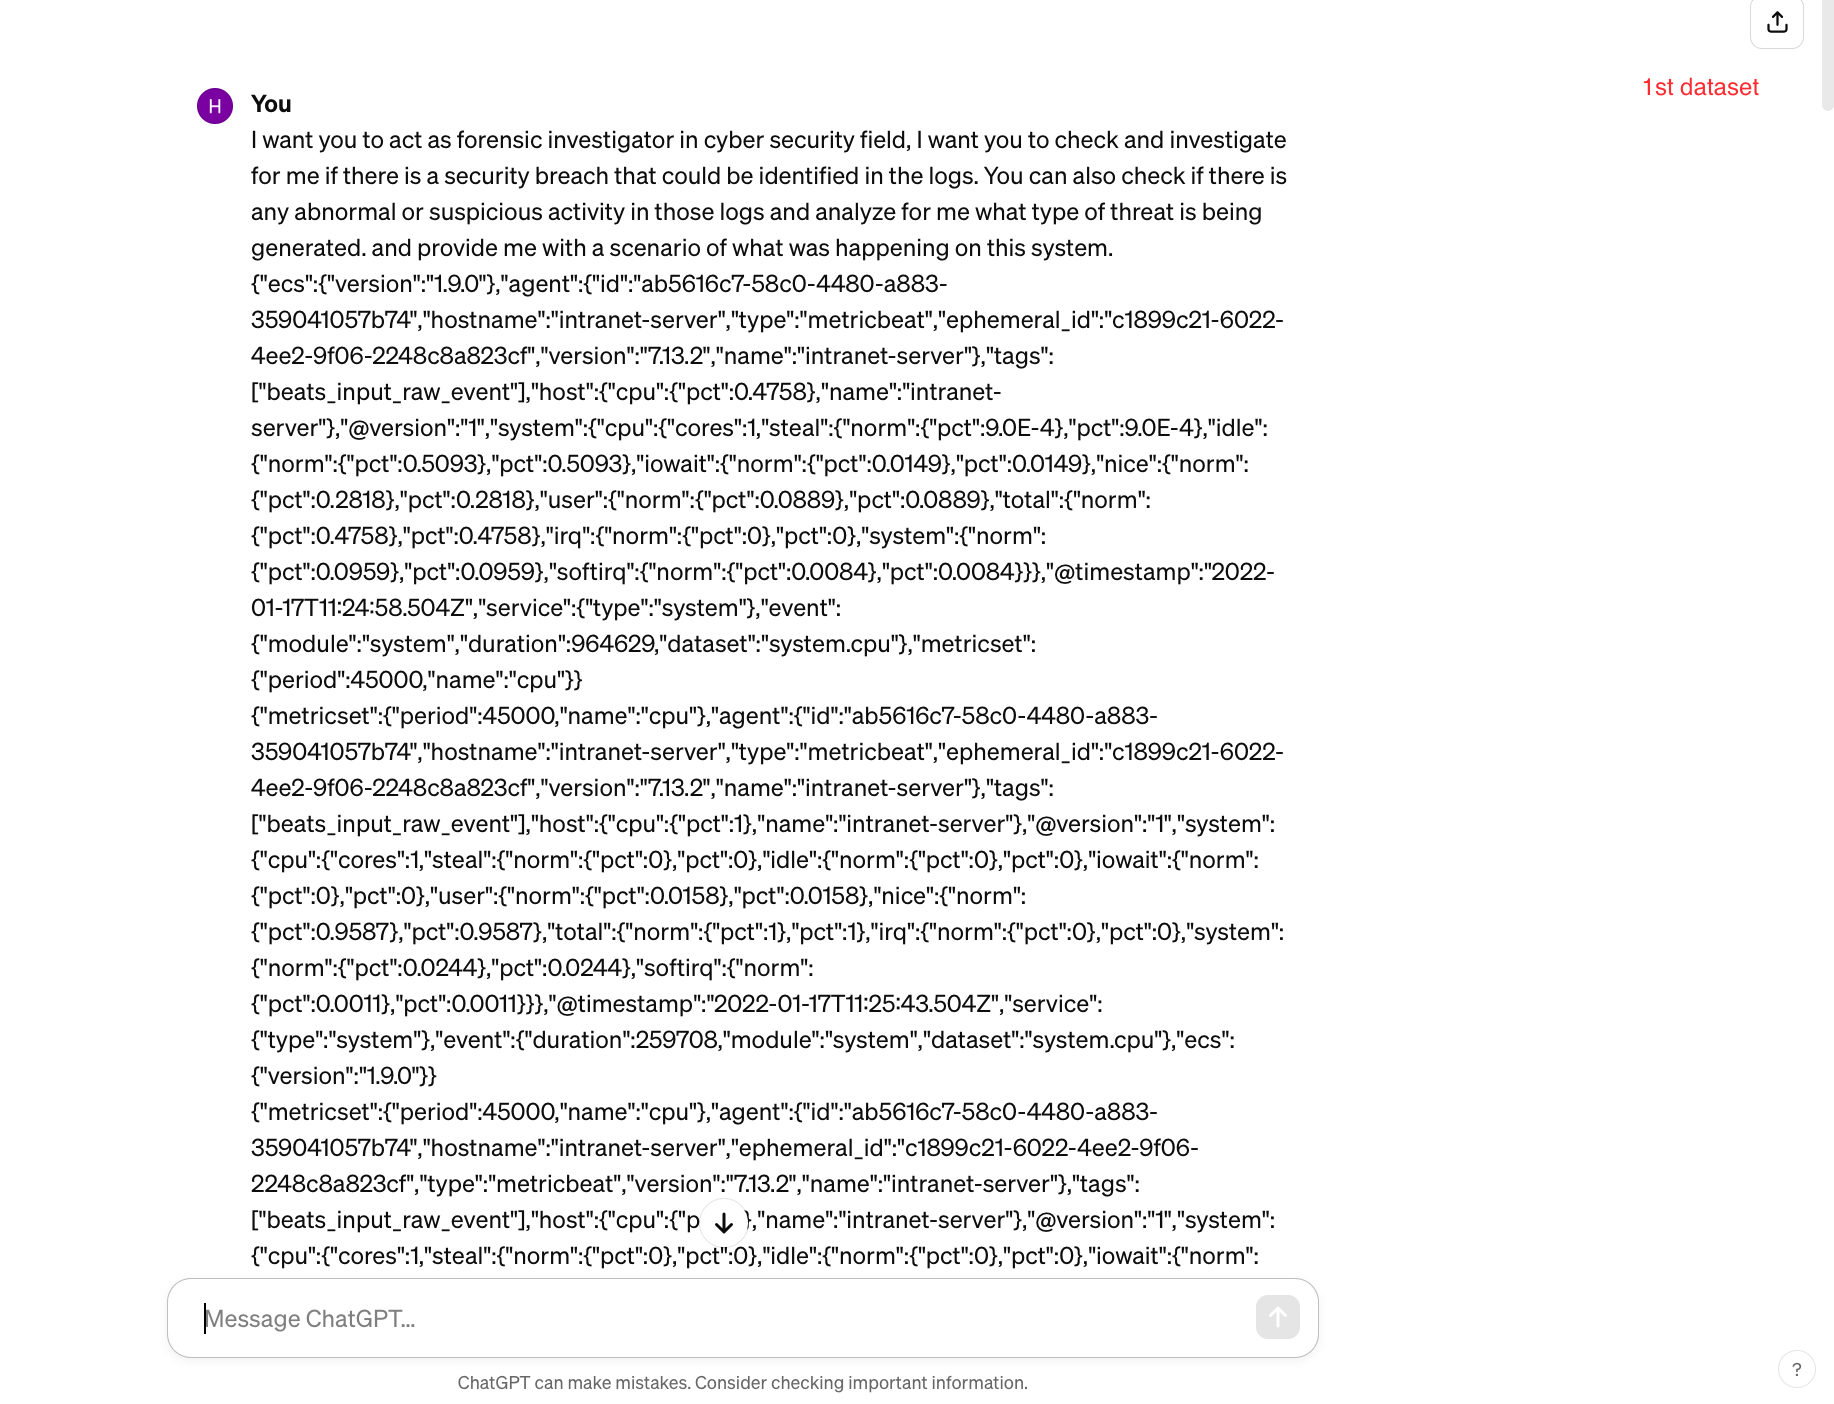 1st dataset
H
You
I want you to act as forensic investigator in cyber security field, I want you to check and investigate
for me if there is a security breach that could be identified in the logs. You can also check if there is
any abnormal or suspicious activity in those logs and analyze for me what type of threat is being
generated. and provide me with a scenario of what was happening on this system.
{"ecs":{"version":"1.9.0"},"agent":{"id":"ab5616c7-58c0-4480-a883-
359041057b74","hostname":"intranet-server","type":"metricbeat","ephemeral_id":"c1899c21-6022-
4ee2-9f06-2248c8a823cf","version":"7.13.2","name":"intranet-server"},"tags":
["beats_input_raw_event"],"host":{"cpu":{"pct":0.4758},"name":"intranet-
server"},"@version":"1","system":{"cpu":{"cores":1,"steal":{"norm":{"pct":9.0E-4},"pct":9.0E-4},"idle":
{"norm":{"pct":0.5093},"pct":0.5093},"iowait":{"norm":{"pct":0.0149},"pct":0.0149},"nice":{"norm":
{"pct":0.2818},"pct":0.2818},"user":{"norm":{"pct":0.0889},"pct":0.0889},"total":{"norm":
{"pct":0.4758},"pct":0.4758},"irq":{"norm":{"pct":0},"pct":0},"system":{"norm":
{"pct":0.0959},"pct":0.0959},"softirq":{"norm":{"pct":0.0084},"pct":0.0084}}},"@timestamp":"2022-
01-17T11:24:58.504Z","service":{"type":"system"},"event":
{"module":"system","duration":964629,"dataset":"system.cpu"},"metricset":
{"period":45000,"name":"cpu"}}
{"metricset":{"period":45000,"name":"cpu"},"agent":{"id":"ab5616c7-58c0-4480-a883-
359041057b74","hostname":"intranet-server","type":"metricbeat","ephemeral_id":"c1899c21-6022-
4ee2-9f06-2248c8a823cf","version":"7.13.2","name":"intranet-server"},"tags":
["beats_input_raw_event"],"host":{"cpu":{"pct":1},"name":"intranet-server"},"@version":"1","system":
{"cpu":{"cores":1,"steal":{"norm":{"pct":0},"pct":0},"idle":{"norm":{"pct":0},"pct":0},"iowait":{"norm":
{"pct":0},"pct":0},"user":{"norm":{"pct":0.0158},"pct":0.0158},"nice":{"norm":
{"pct":0.9587},"pct":0.9587},"total":{"norm":{"pct":1},"pct":1},"irq":{"norm":{"pct":0},"pct":0},"system":
{"norm":{"pct":0.0244},"pct":0.0244},"softirq":{"norm":
{"pct":0.0011},"pct":0.0011}}},"@timestamp":"2022-01-17T11:25:43.504Z","service":
{"type":"system"},"event":{"duration":259708,"module":"system","dataset":"system.cpu"},"ecs":
{"version":"1.9.0"}}
{"metricset":{"period":45000,"name":"cpu"},"agent":{"id":"ab5616c7-58c0-4480-a883-
359041057b74","hostname":"intranet-server","ephemeral_id":"c1899c21-6022-4ee2-9f06-
2248c8a823cf","type":"metricbeat","version":"7.13.2","name":"intranet-server"},"tags":
["beats_input_raw_event"],"host":{"cpu":{"p },"name":"intranet-server"},"@version":"1","system":
{"cpu":{"cores":1,"steal":{"norm":{"pct":0},"pct":0},"idle":{"norm":{"pct":0},"pct":0},"iowait":{"norm":
Message ChatGPT...
ChatGPT can make mistakes. Consider checking important information.
?